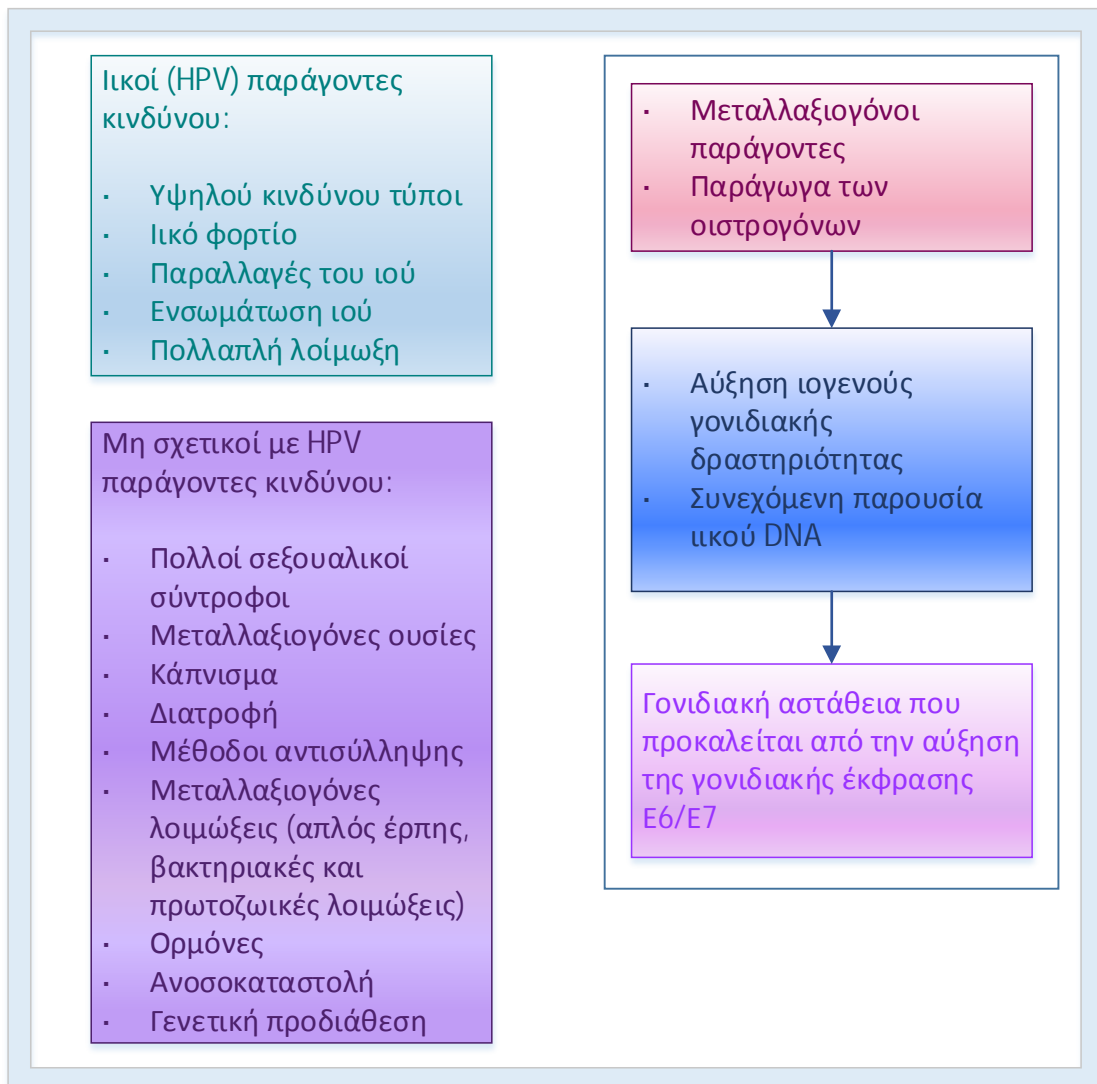 Ιικοί (HPV) παράγοντες
κινδύνου:
· Υψηλού κινδύνου τύποι
· Ιικό φορτίο
· Παραλλαγές του ιού
· Ενσωμάτωση ιού
· Πολλαπλή λοίμωξη
Μη σχετικοί με HPV
παράγοντες κινδύνου:
· Πολλοί σεξουαλικοί
σύντροφοι
· Μεταλλαξιογόνες ουσίες
· Κάπνισμα
· Διατροφή
· Μέθοδοι αντισύλληψης
· Μεταλλαξιογόνες
λοιμώξεις (απλός έρπης,
βακτηριακές και
πρωτοζωικές λοιμώξεις)
· Ορμόνες
· Ανοσοκαταστολή
· Γενετική προδιάθεση
· Μεταλλαξιογόνοι
παράγοντες
· Παράγωγα των
οιστρογόνων
· Αύξηση ιογενούς
γονιδιακής
δραστηριότητας
· Συνεχόμενη παρουσία
ιικού DNA
Γονιδιακή αστάθεια που
προκαλείται από την αύξηση
της γονιδιακής έκφρασης
E6/E7